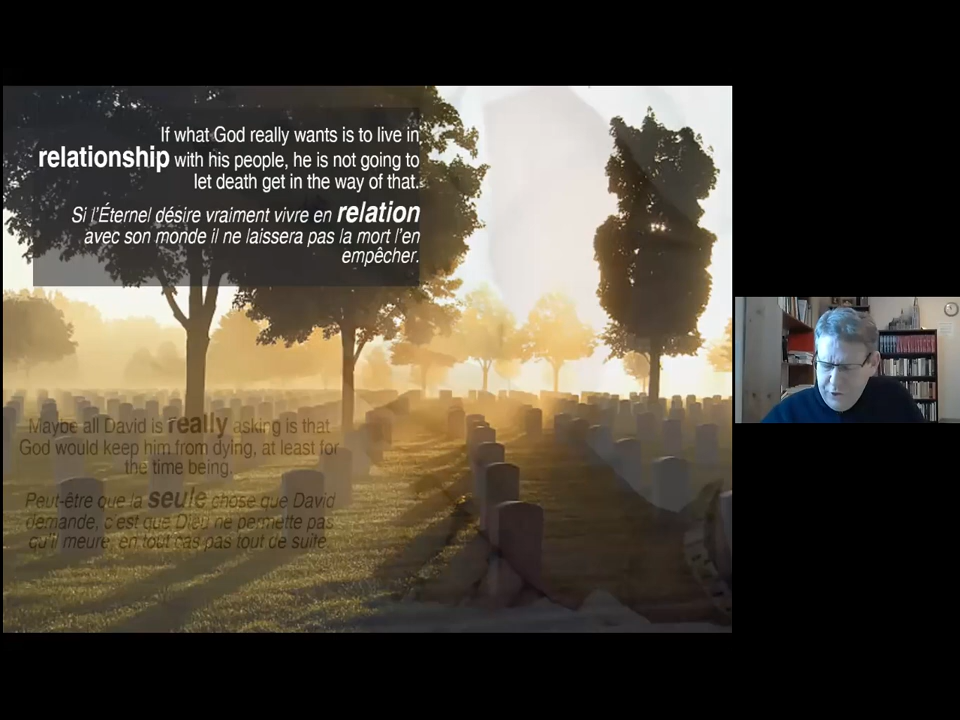 If what God really wants is to live in
relationship with his people, he is not going to
let death get in the way of that.
Si l'Éternel désire vraiment vivre en relation
avec son monde il ne laissera pas la mort l'en
empêcher.
Maybe all David is really asking is that
God would keep him from dying, at least for
the time being.
Peut-être que la seule chose que David
demande, c'est que Dieu ne permette pas
qu'il meure, en tout cas pas tout de suite